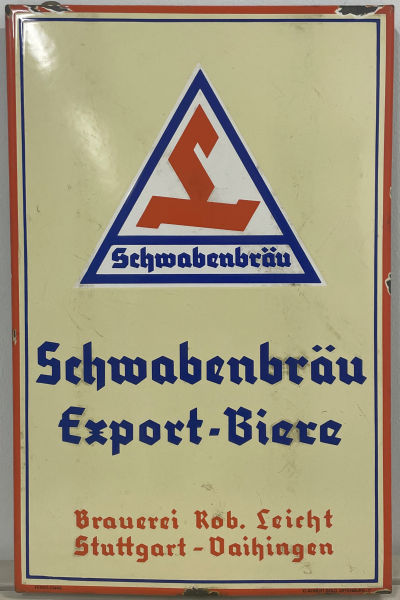 L
Schwabenbräu
Schwabenbräu
Export-Biere
Brauerei Rob. Leicht
Stuttgart-Vaihingen